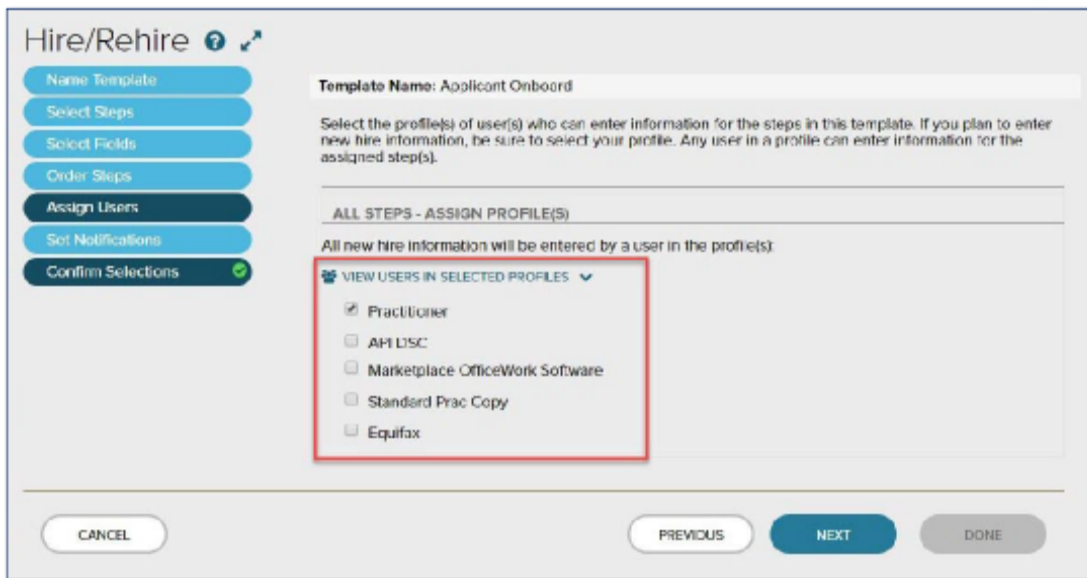 Hire/Rehire ?
Name Template
Select Steps
Select Fields
Order Steps
Assign Users
Set Notifications
Confirm Selections
Template Name: Applicant Onboard
Select the profile(s) of user(s) who can enter information for the steps in this template. If you plan to enter
new hire information, be sure to select your profile. Any user in a profile can enter information for the
assigned step(s).
ALL STEPS - ASSIGN PROFILE(S)
All new hire information will be entered by a user in the profile(s):
VIEW USERS IN SELECTED PROFILES
Practitioner
API DSC
Marketplace OfficeWork Software
Standard Prac Copy
Equifax
CANCEL
PREVIOUS
NEXT
DONE